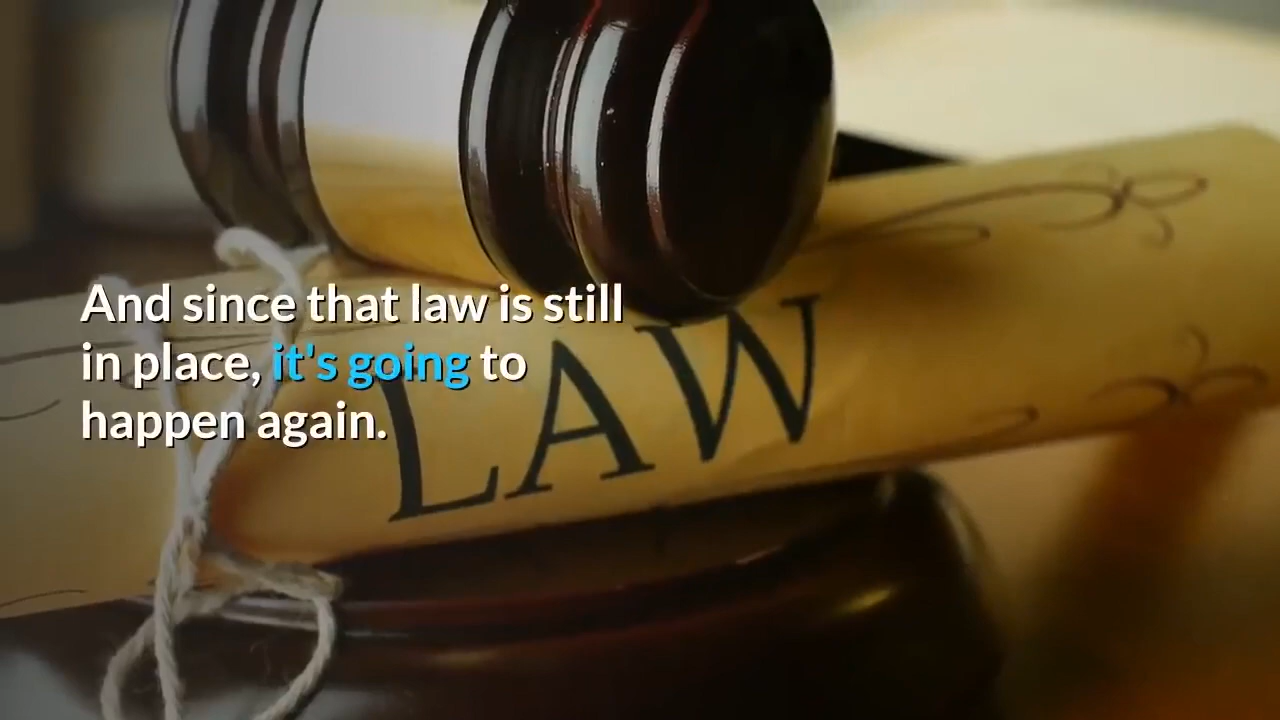 And since that law is still
in place, it's going to
happen again.
LAW